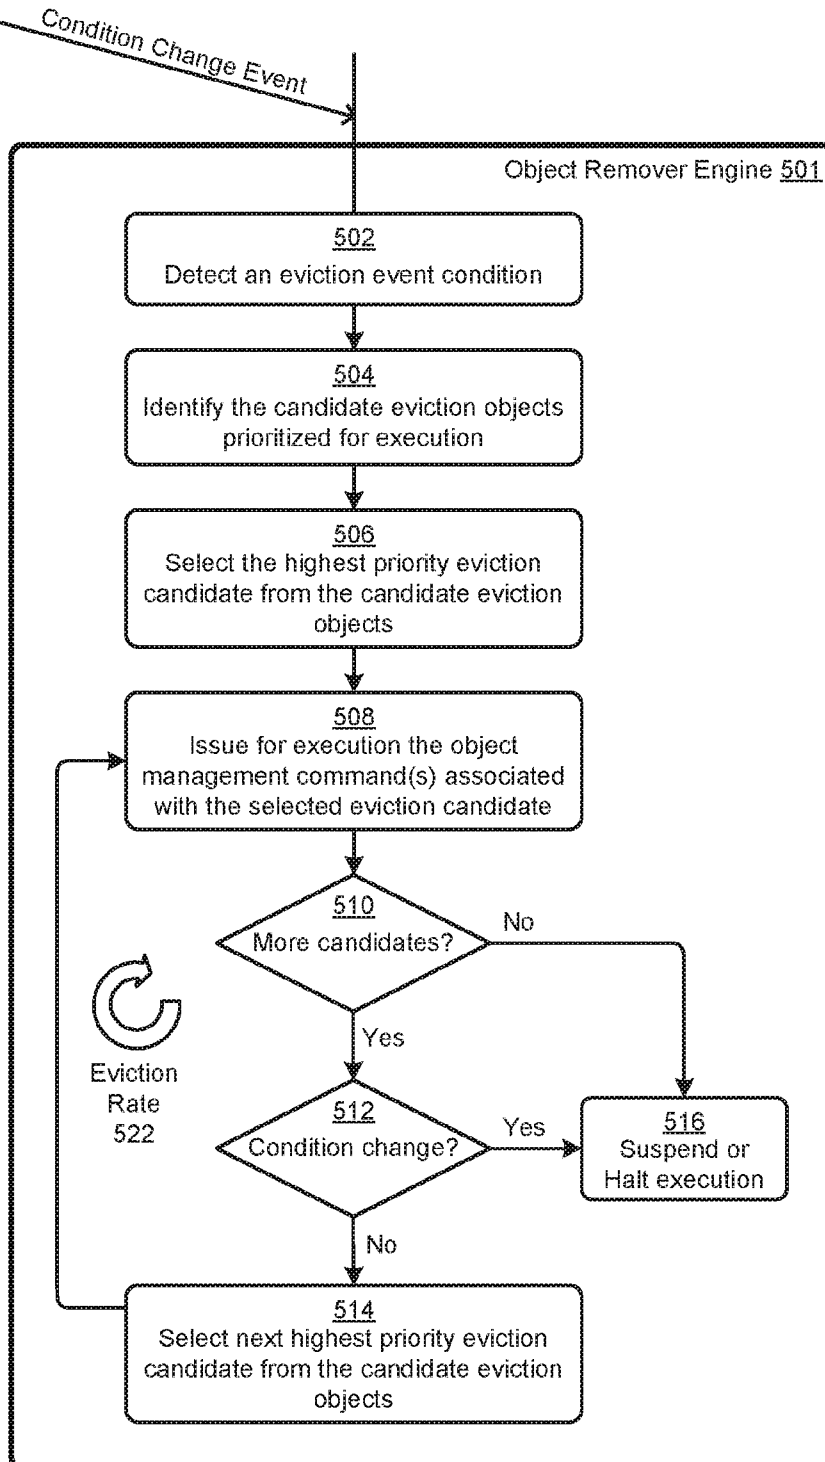 Condition Change Event
Object Remover Engine 501
502
Detect an eviction event condition
504
Identify the candidate eviction objects
prioritized for execution
506
Select the highest priority eviction
candidate from the candidate eviction
objects
508
Issue for execution the object
management command(s) associated
with the selected eviction candidate
510
More candidates?
No
Yes
Eviction
Rate
522
512
Condition change?
Yes
516
Suspend or
Halt execution
No
514
Select next highest priority eviction
candidate from the candidate eviction
objects